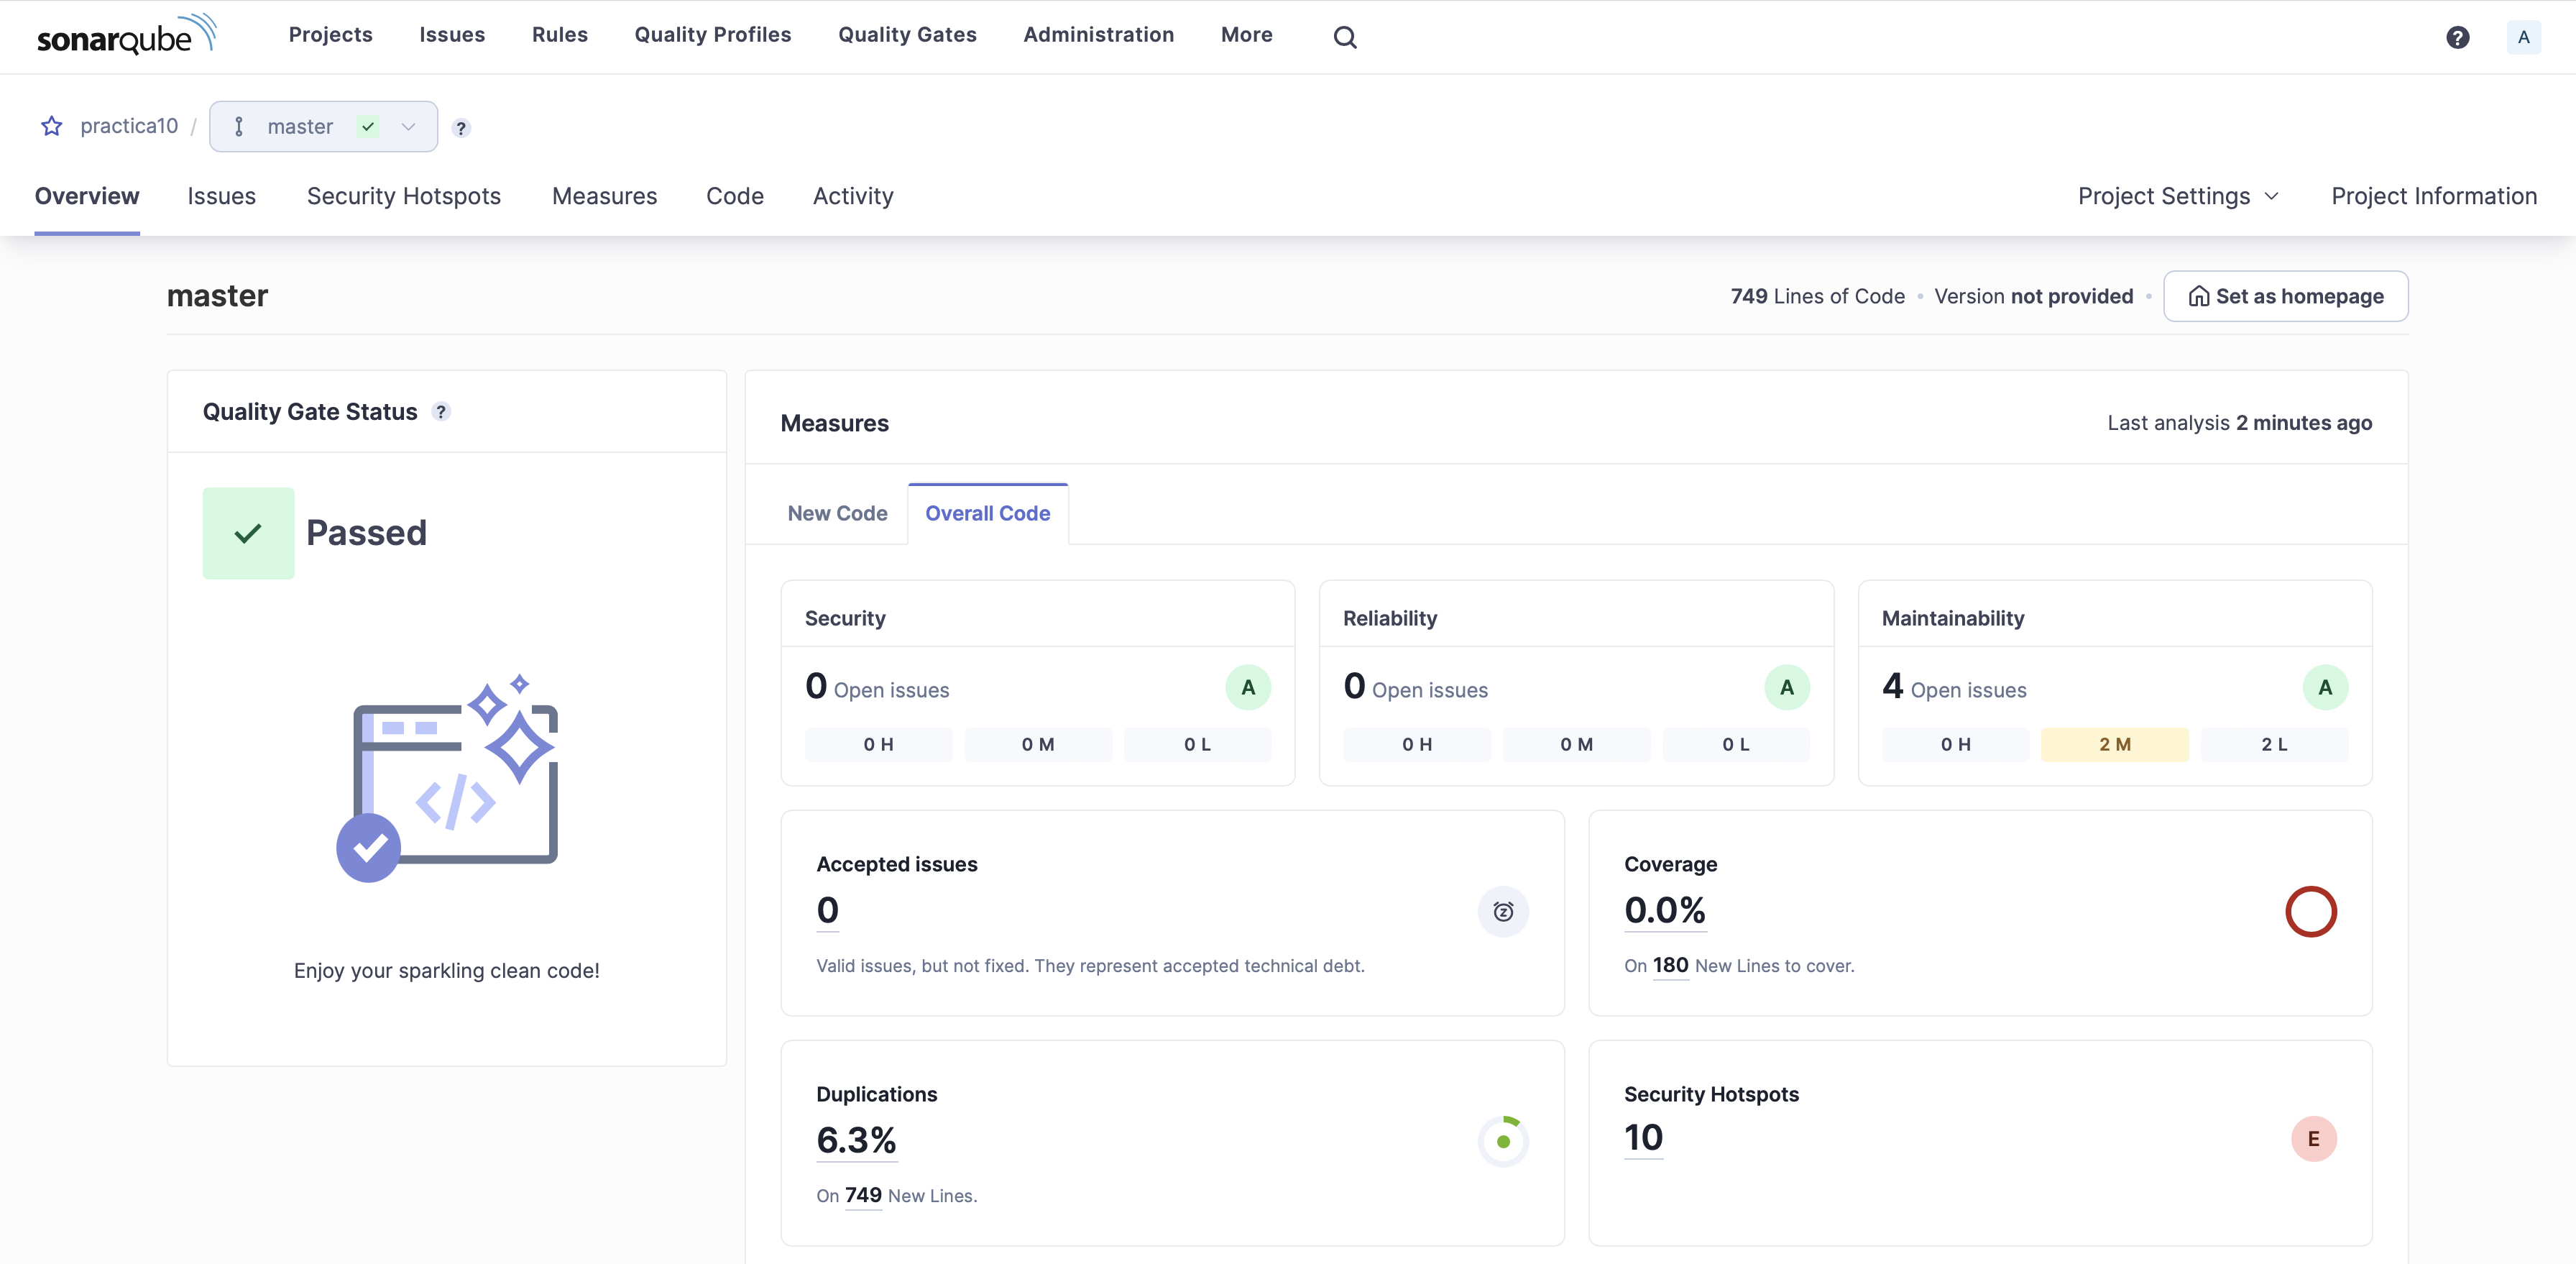 sonarqube Projects Issues Rules Quality Profiles Quality Gates Administration More ? A
practica10 / master ?
Overview Issues Security Hotspots Measures Code Activity Project Settings Project Information
master 749 Lines of Code • Version not provided • Set as homepage
Quality Gate Status ?
Passed
</>
Enjoy your sparkling clean code!
Measures Last analysis 2 minutes ago
New Code Overall Code
Security
0 Open issues A
0 H 0 M 0 L
Reliability
0 Open issues A
0 H 0 M 0 L
Maintainability
4 Open issues A
0 H 2 M 2 L
Accepted issues
0
z
Valid issues, but not fixed. They represent accepted technical debt.
Coverage
0.0%
On 180 New Lines to cover.
Duplications
6.3%
On 749 New Lines.
Security Hotspots
10 E